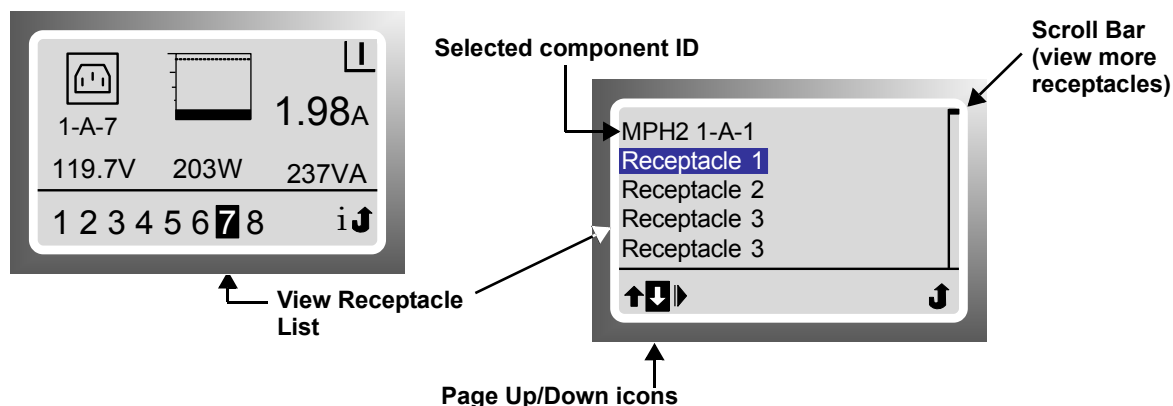 1-A-7
1.98A
119.7V 203W 237VA
1 2 3 4 5 6 7 8 i
View Receptacle
List
Selected component ID
MPH2 1-A-1
Receptacle 1
Receptacle 2
Receptacle 3
Receptacle 3
Scroll Bar
(view more
receptacles)
Page Up/Down icons